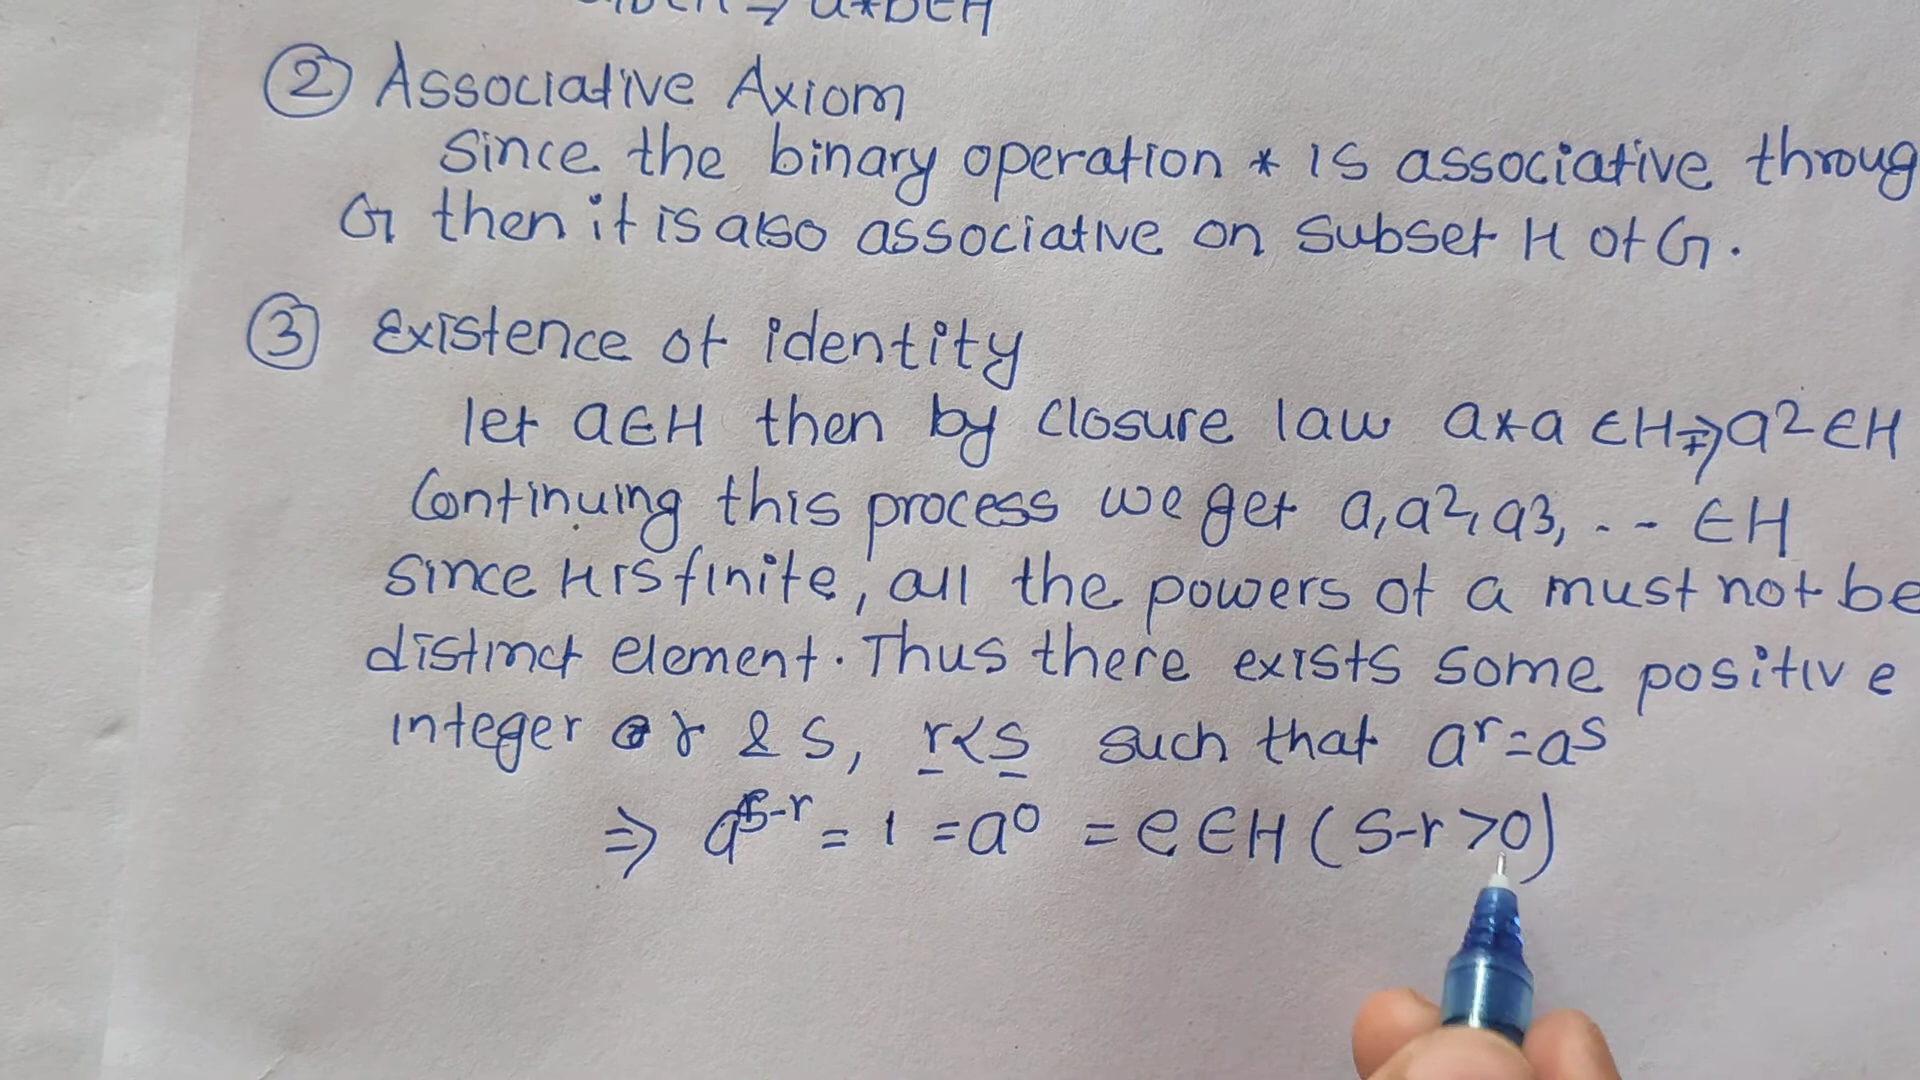 a*b∈H
② Associative Axiom
Since the binary operation * is associative throug
G then it is also associative on subset H of G.
③ Existence of identity
let a∈H then by closure law a*a ∈H⇒a² ∈H
Continuing this process we get a, a², a3, .-- ∈H
since H is finite, all the powers of a must not be
distinct element. Thus there exists some positive
integer r & s, r<s such that aʳ=aˢ
⇒ aˢ⁻ʳ = 1 = a⁰ = e ∈H (s-r >0)